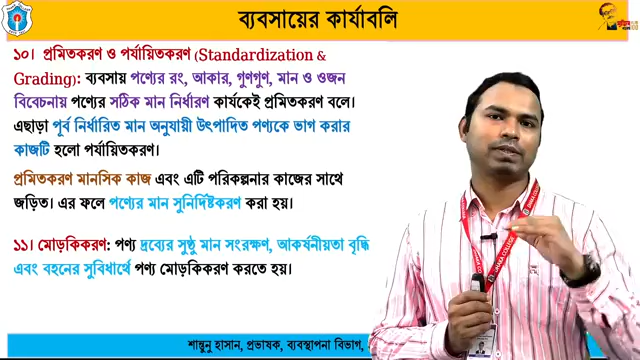 ব্যবসায়ের কার্যাবলি
১০। প্রমিতকরণ ও পর্যায়িতকরণ (Standardization &
Grading): ব্যবসায় পণ্যের রং, আকার, গুণগুণ, মান ও ওজন
বিবেচনায় পণ্যের সঠিক মান নির্ধারণ কার্যকেই প্রমিতকরণ বলে।
এছাড়া পূর্ব নির্ধারিত মান অনুযায়ী উৎপাদিত পণ্যকে ভাগ করার
কাজটি হলো পর্যায়িতকরণ।
প্রমিতকরণ মানসিক কাজ এবং এটি পরিকল্পনার কাজের সাথে
জড়িত। এর ফলে পণ্যের মান সুনির্দিষ্টকরণ করা হয়।
১১। মোড়কিকরণ: পণ্য দ্রব্যের সুষ্ঠু মান সংরক্ষণ, আকর্ষনীয়তা বৃদ্ধি
এবং বহনের সুবিধার্থে পণ্য মোড়কিকরণ করতে হয়।
DHAKA COLLEGE
শান্তুনু হাসান, প্রভাষক, ব্যবস্থাপনা বিভাগ,